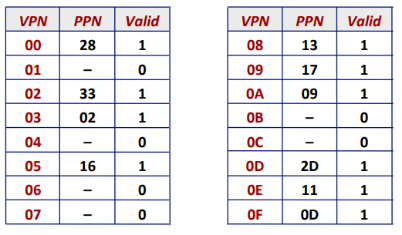 VPN PPN Valid
00 28 1
01 – 0
02 33 1
03 02 1
04 – 0
05 16 1
06 – 0
07 – 0
VPN PPN Valid
08 13 1
09 17 1
0A 09 1
0B – 0
0C – 0
0D 2D 1
0E 11 1
0F 0D 1